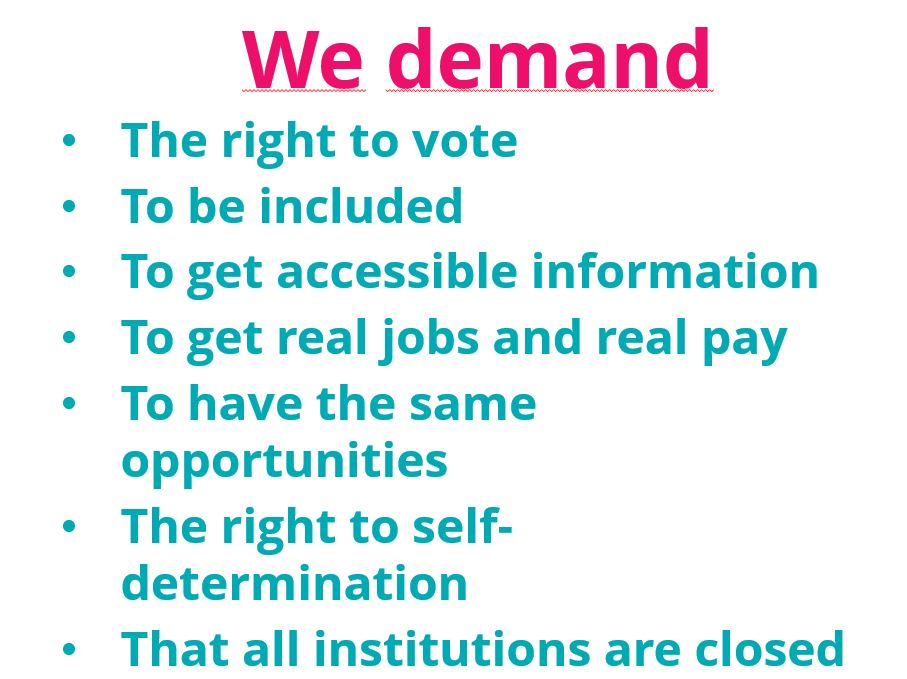 We demand
• The right to vote
• To be included
• To get accessible information
• To get real jobs and real pay
• To have the same
opportunities
• The right to self-
determination
• That all institutions are closed